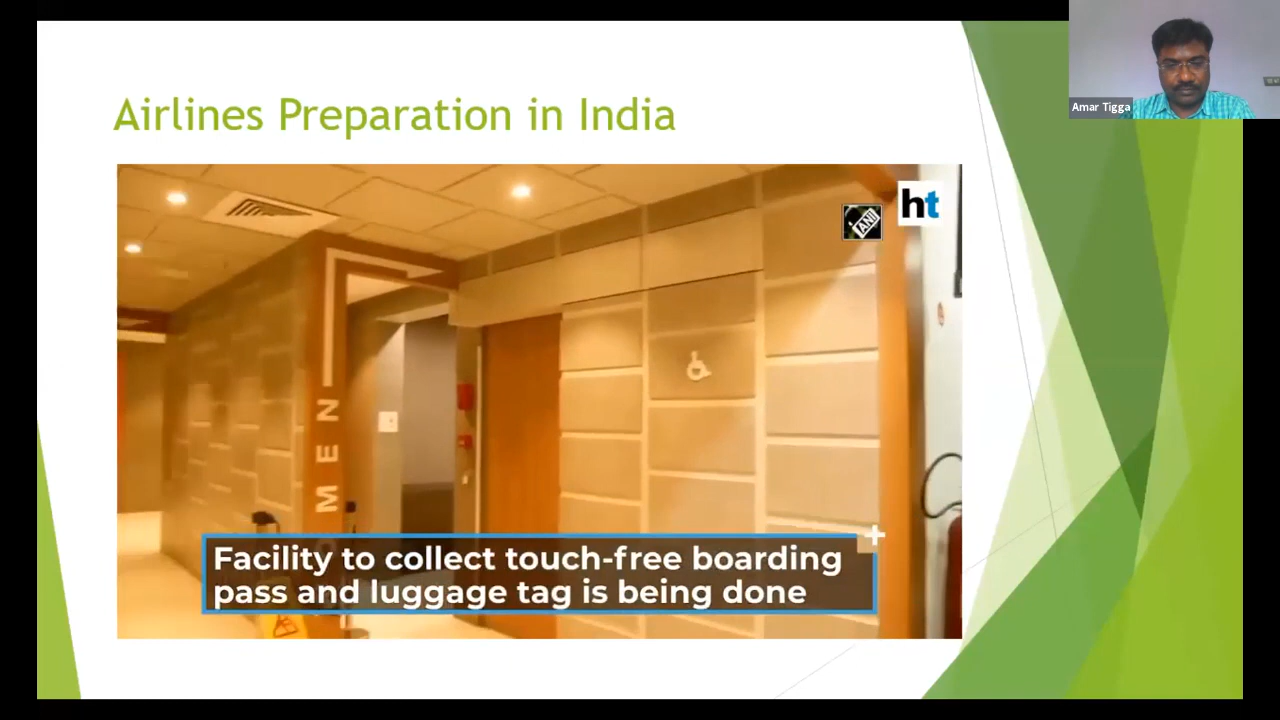 Airlines Preparation in India
Amar Tigga
ht
ANI
MEN
Facility to collect touch-free boarding
pass and luggage tag is being done